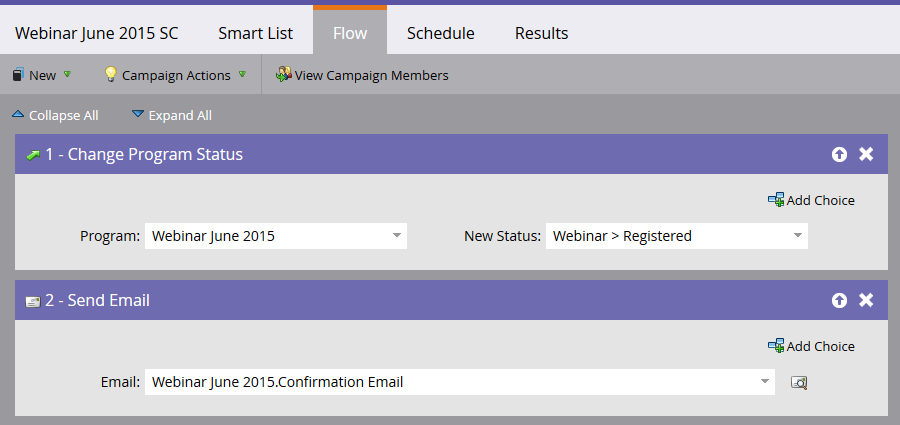 Webinar June 2015 SC Smart List Flow Schedule Results
New Campaign Actions View Campaign Members
Collapse All Expand All
1 - Change Program Status
Add Choice
Program: Webinar June 2015 New Status: Webinar > Registered
2 - Send Email
Add Choice
Email: Webinar June 2015.Confirmation Email